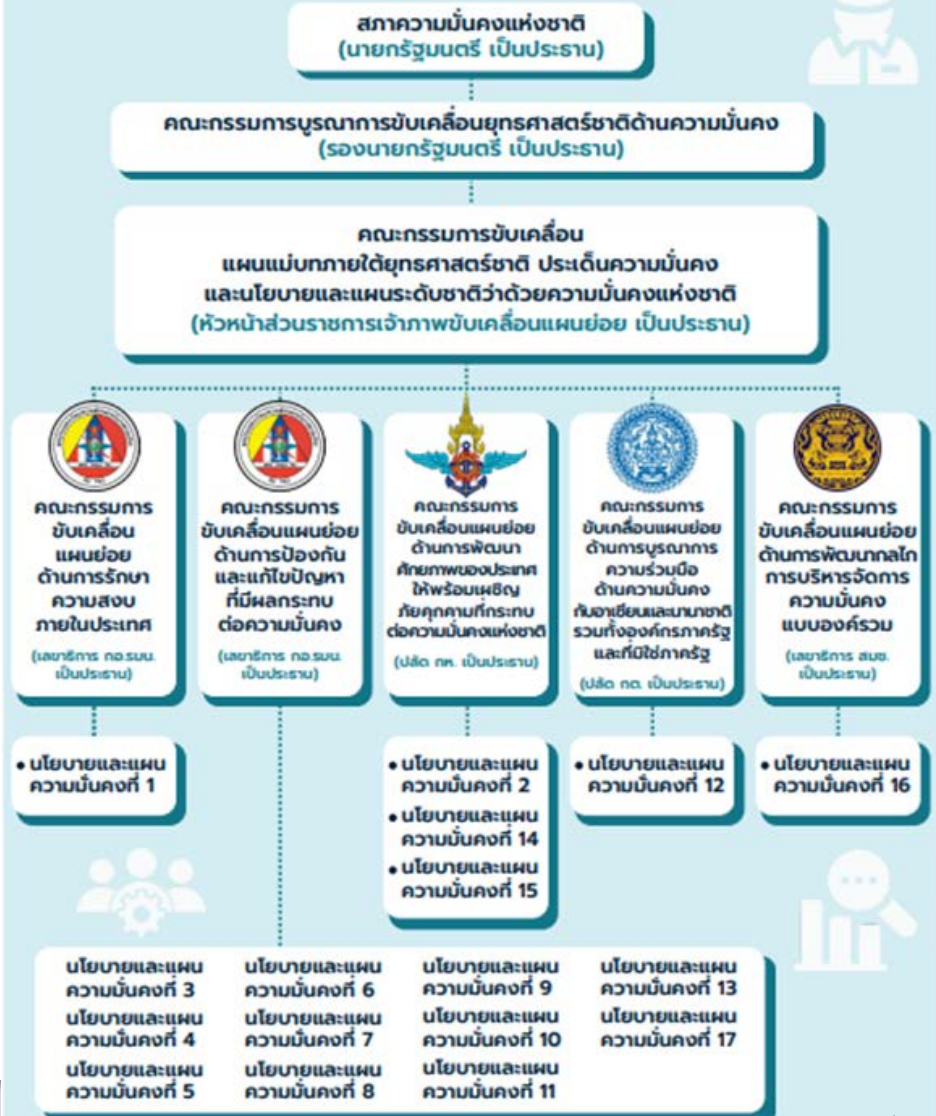 สภาความมั่นคงแห่งชาติ
(นายกรัฐมนตรี เป็นประธาน)
คณะกรรมการบูรณาการขับเคลื่อนยุทธศาสตร์ชาติด้านความมั่นคง
(รองนายกรัฐมนตรี เป็นประธาน)
คณะกรรมการขับเคลื่อน
แผนแม่บทภายใต้ยุทธศาสตร์ชาติ ประเด็นความมั่นคง
และนโยบายและแผนระดับชาติว่าด้วยความมั่นคงแห่งชาติ
(หัวหน้าส่วนราชการเจ้าภาพขับเคลื่อนแผนย่อย เป็นประธาน)
คณะกรรมการ
ขับเคลื่อน
แผนย่อย
ด้านการรักษา
ความสงบ
ภายในประเทศ
(เลขาธิการ กอ.รมน.
เป็นประธาน)
คณะกรรมการ
ขับเคลื่อนแผนย่อย
ด้านการป้องกัน
และแก้ไขปัญหา
ที่มีผลกระทบ
ต่อความมั่นคง
(เลขาธิการ กอ.รมน.
เป็นประธาน)
คณะกรรมการ
ขับเคลื่อนแผนย่อย
ด้านการพัฒนา
ศักยภาพของประเทศ
ให้พร้อมเผชิญ
ภัยคุกคามที่กระทบ
ต่อความมั่นคงแห่งชาติ
(ปลัด กห. เป็นประธาน)
คณะกรรมการ
ขับเคลื่อนแผนย่อย
ด้านการบูรณาการ
ความร่วมมือ
ด้านความมั่นคง
กับอาเซียนและนานาชาติ
รวมทั้งองค์กรภาครัฐ
และที่มิใช่ภาครัฐ
(ปลัด กต. เป็นประธาน)
คณะกรรมการ
ขับเคลื่อนแผนย่อย
ด้านการพัฒนากลไก
การบริหารจัดการ
ความมั่นคง
แบบองค์รวม
(เลขาธิการ สมช.
เป็นประธาน)
• นโยบายและแผน
ความมั่นคงที่ 1
• นโยบายและแผน
ความมั่นคงที่ 2
• นโยบายและแผน
ความมั่นคงที่ 14
• นโยบายและแผน
ความมั่นคงที่ 15
• นโยบายและแผน
ความมั่นคงที่ 12
• นโยบายและแผน
ความมั่นคงที่ 16
นโยบายและแผน
ความมั่นคงที่ 3
นโยบายและแผน
ความมั่นคงที่ 4
นโยบายและแผน
ความมั่นคงที่ 5
นโยบายและแผน
ความมั่นคงที่ 6
นโยบายและแผน
ความมั่นคงที่ 7
นโยบายและแผน
ความมั่นคงที่ 8
นโยบายและแผน
ความมั่นคงที่ 9
นโยบายและแผน
ความมั่นคงที่ 10
นโยบายและแผน
ความมั่นคงที่ 11
นโยบายและแผน
ความมั่นคงที่ 13
นโยบายและแผน
ความมั่นคงที่ 17